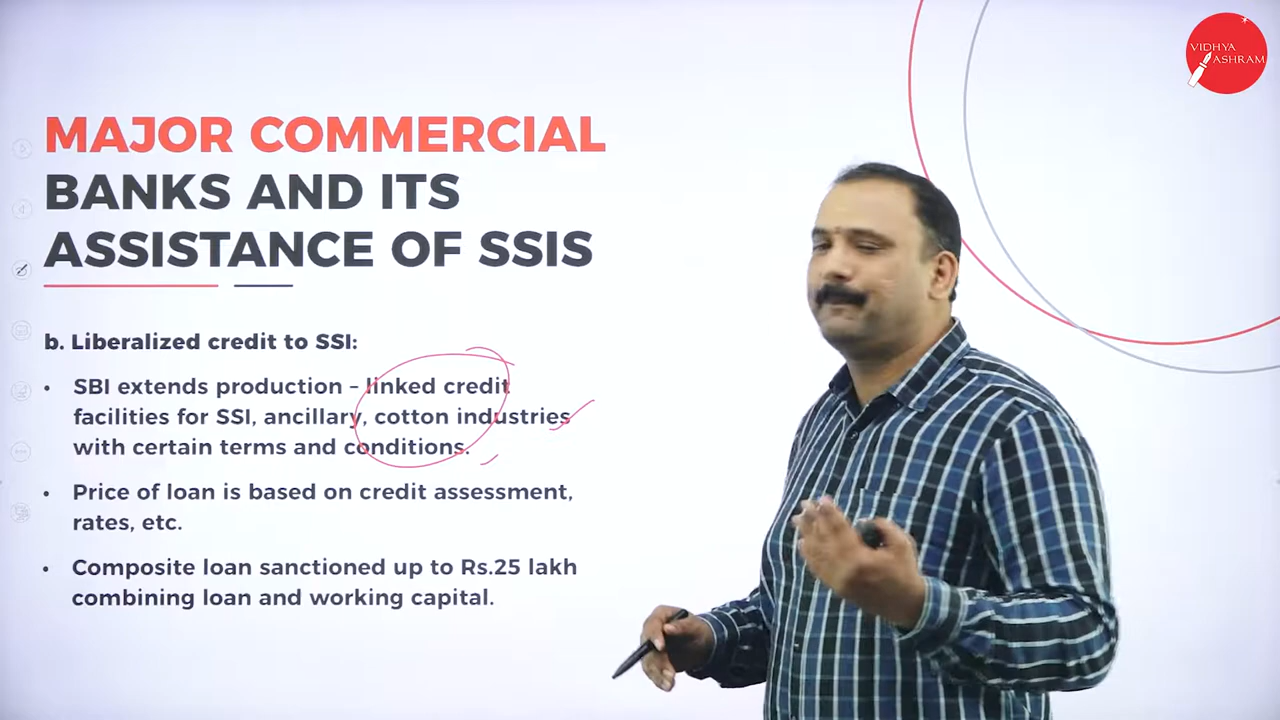 VIDHYA
ASHRAM
MAJOR COMMERCIAL
BANKS AND ITS
ASSISTANCE OF SSIS
b. Liberalized credit to SSI:
• SBI extends production – linked credit
facilities for SSI, ancillary, cotton industries
with certain terms and conditions.
• Price of loan is based on credit assessment,
rates, etc.
• Composite loan sanctioned up to Rs.25 lakh
combining loan and working capital.